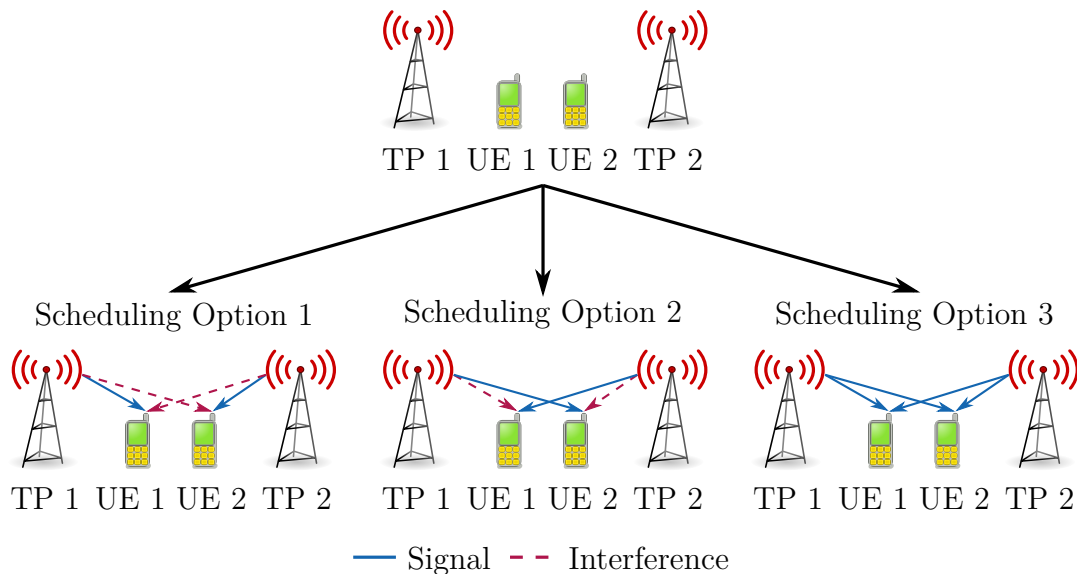 TP 1 UE 1 UE 2 TP 2
Scheduling Option 1 Scheduling Option 2 Scheduling Option 3
TP 1 UE 1 UE 2 TP 2 TP 1 UE 1 UE 2 TP 2 TP 1 UE 1 UE 2 TP 2
Signal Interference